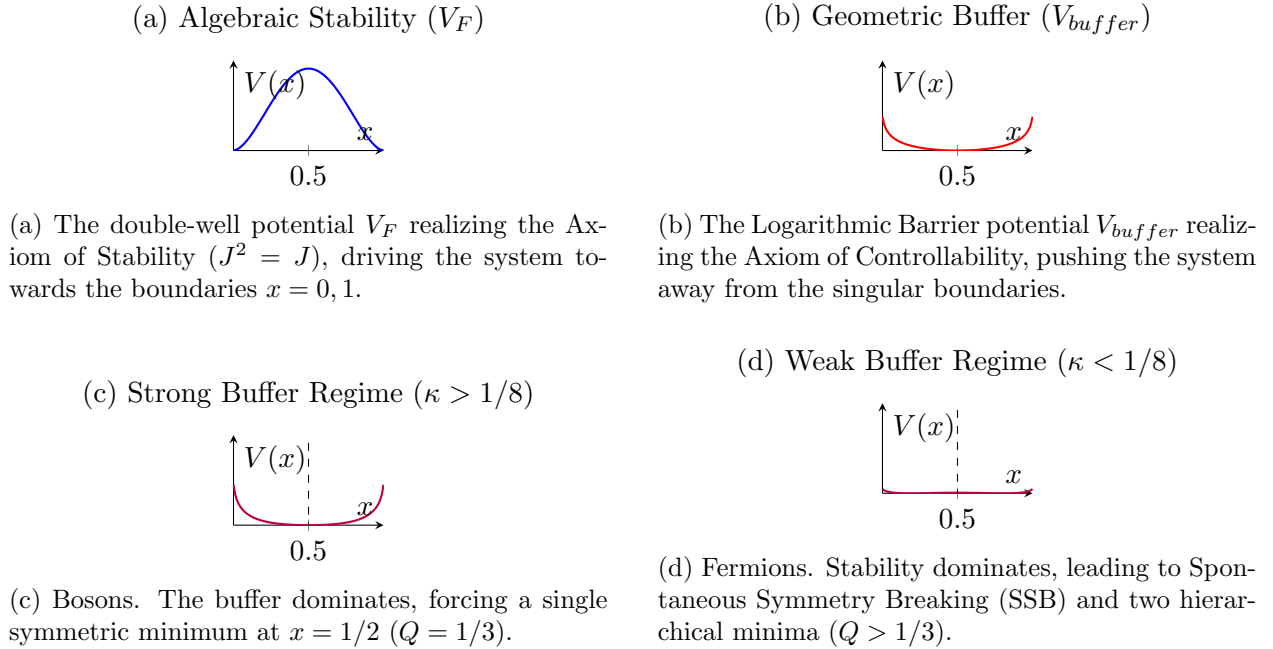 (a) Algebraic Stability (V_F)
V(x)
x
0.5
(a) The double-well potential V_F realizing the Ax-
iom of Stability (J² = J), driving the system to-
wards the boundaries x = 0, 1.
(b) Geometric Buffer (V_buffer)
V(x)
x
0.5
(b) The Logarithmic Barrier potential V_buffer realiz-
ing the Axiom of Controllability, pushing the system
away from the singular boundaries.
(c) Strong Buffer Regime (κ > 1/8)
V(x)
x
0.5
(c) Bosons. The buffer dominates, forcing a single
symmetric minimum at x = 1/2 (Q = 1/3).
(d) Weak Buffer Regime (κ < 1/8)
V(x)
x
0.5
(d) Fermions. Stability dominates, leading to Spon-
taneous Symmetry Breaking (SSB) and two hierar-
chical minima (Q > 1/3).